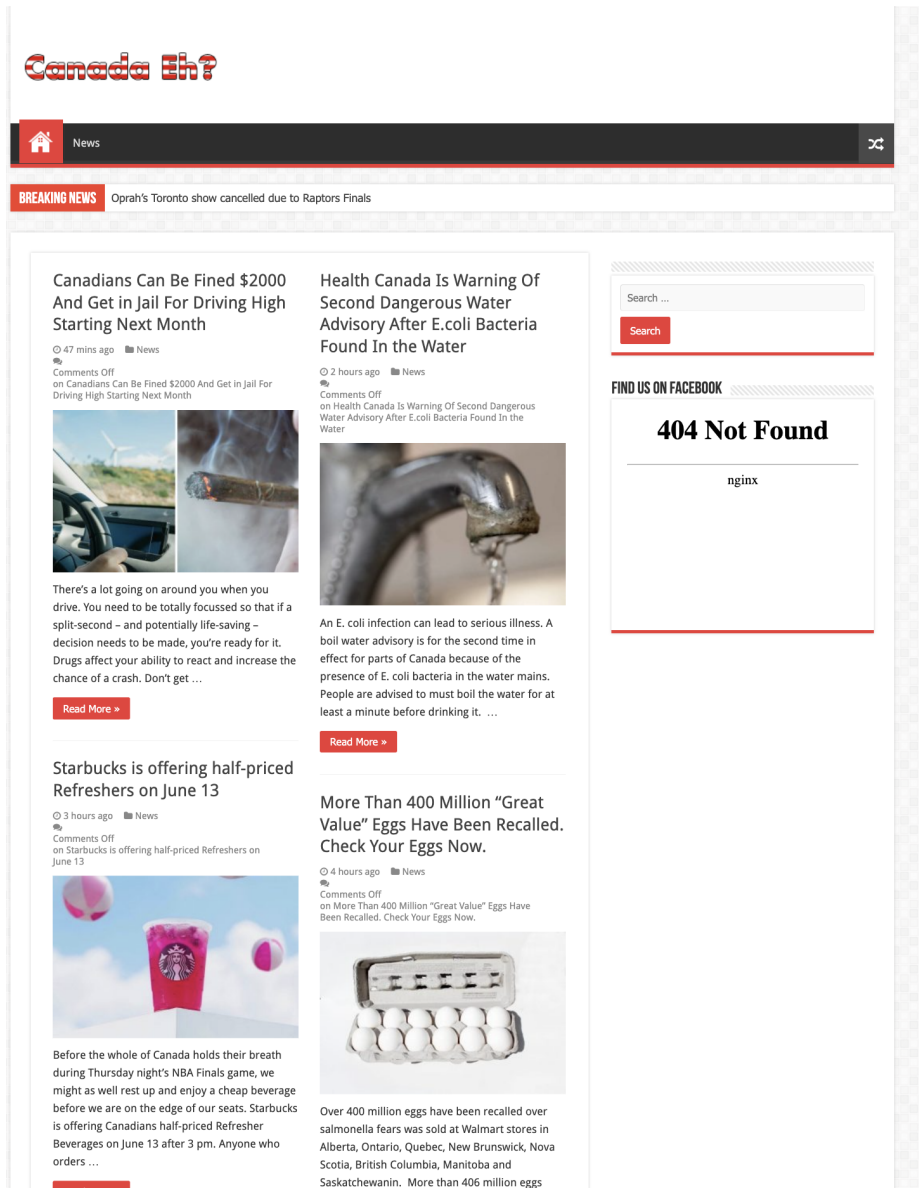 Canada Eh?
News
BREAKING NEWS
Oprah's Toronto show cancelled due to Raptors Finals
Canadians Can Be Fined $2000
And Get in Jail For Driving High
Starting Next Month
47 mins ago News
Comments Off
on Canadians Can Be Fined $2000 And Get in Jail For
Driving High Starting Next Month
There's a lot going on around you when you
drive. You need to be totally focussed so that if a
split-second – and potentially life-saving –
decision needs to be made, you're ready for it.
Drugs affect your ability to react and increase the
chance of a crash. Don't get …
Read More »
Starbucks is offering half-priced
Refreshers on June 13
3 hours ago News
Comments Off
on Starbucks is offering half-priced Refreshers on
June 13
Before the whole of Canada holds their breath
during Thursday night's NBA Finals game, we
might as well rest up and enjoy a cheap beverage
before we are on the edge of our seats. Starbucks
is offering Canadians half-priced Refresher
Beverages on June 13 after 3 pm. Anyone who
orders …
Health Canada Is Warning Of
Second Dangerous Water
Advisory After E.coli Bacteria
Found In the Water
2 hours ago News
Comments Off
on Health Canada Is Warning Of Second Dangerous
Water Advisory After E.coli Bacteria Found In the
Water
An E. coli infection can lead to serious illness. A
boil water advisory is for the second time in
effect for parts of Canada because of the
presence of E. coli bacteria in the water mains.
People are advised to must boil the water for at
least a minute before drinking it. …
Read More »
More Than 400 Million “Great
Value” Eggs Have Been Recalled.
Check Your Eggs Now.
4 hours ago News
Comments Off
on More Than 400 Million “Great Value” Eggs Have
Been Recalled. Check Your Eggs Now.
Over 400 million eggs have been recalled over
salmonella fears was sold at Walmart stores in
Alberta, Ontario, Quebec, New Brunswick, Nova
Scotia, British Columbia, Manitoba and
Saskatchewanin. More than 406 million eggs
Search ...
Search
FIND US ON FACEBOOK
404 Not Found
nginx